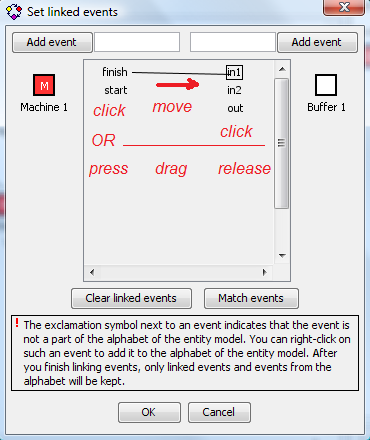 Set linked events
Add event Add event
finish in1
M start in2
Machine 1 out Buffer 1
click move click
OR
press drag release
Clear linked events Match events
! The exclamation symbol next to an event indicates that the event is
not a part of the alphabet of the entity model. You can right-click on
such an event to add it to the alphabet of the entity model. After
you finish linking events, only linked events and events from the
alphabet will be kept.
OK Cancel